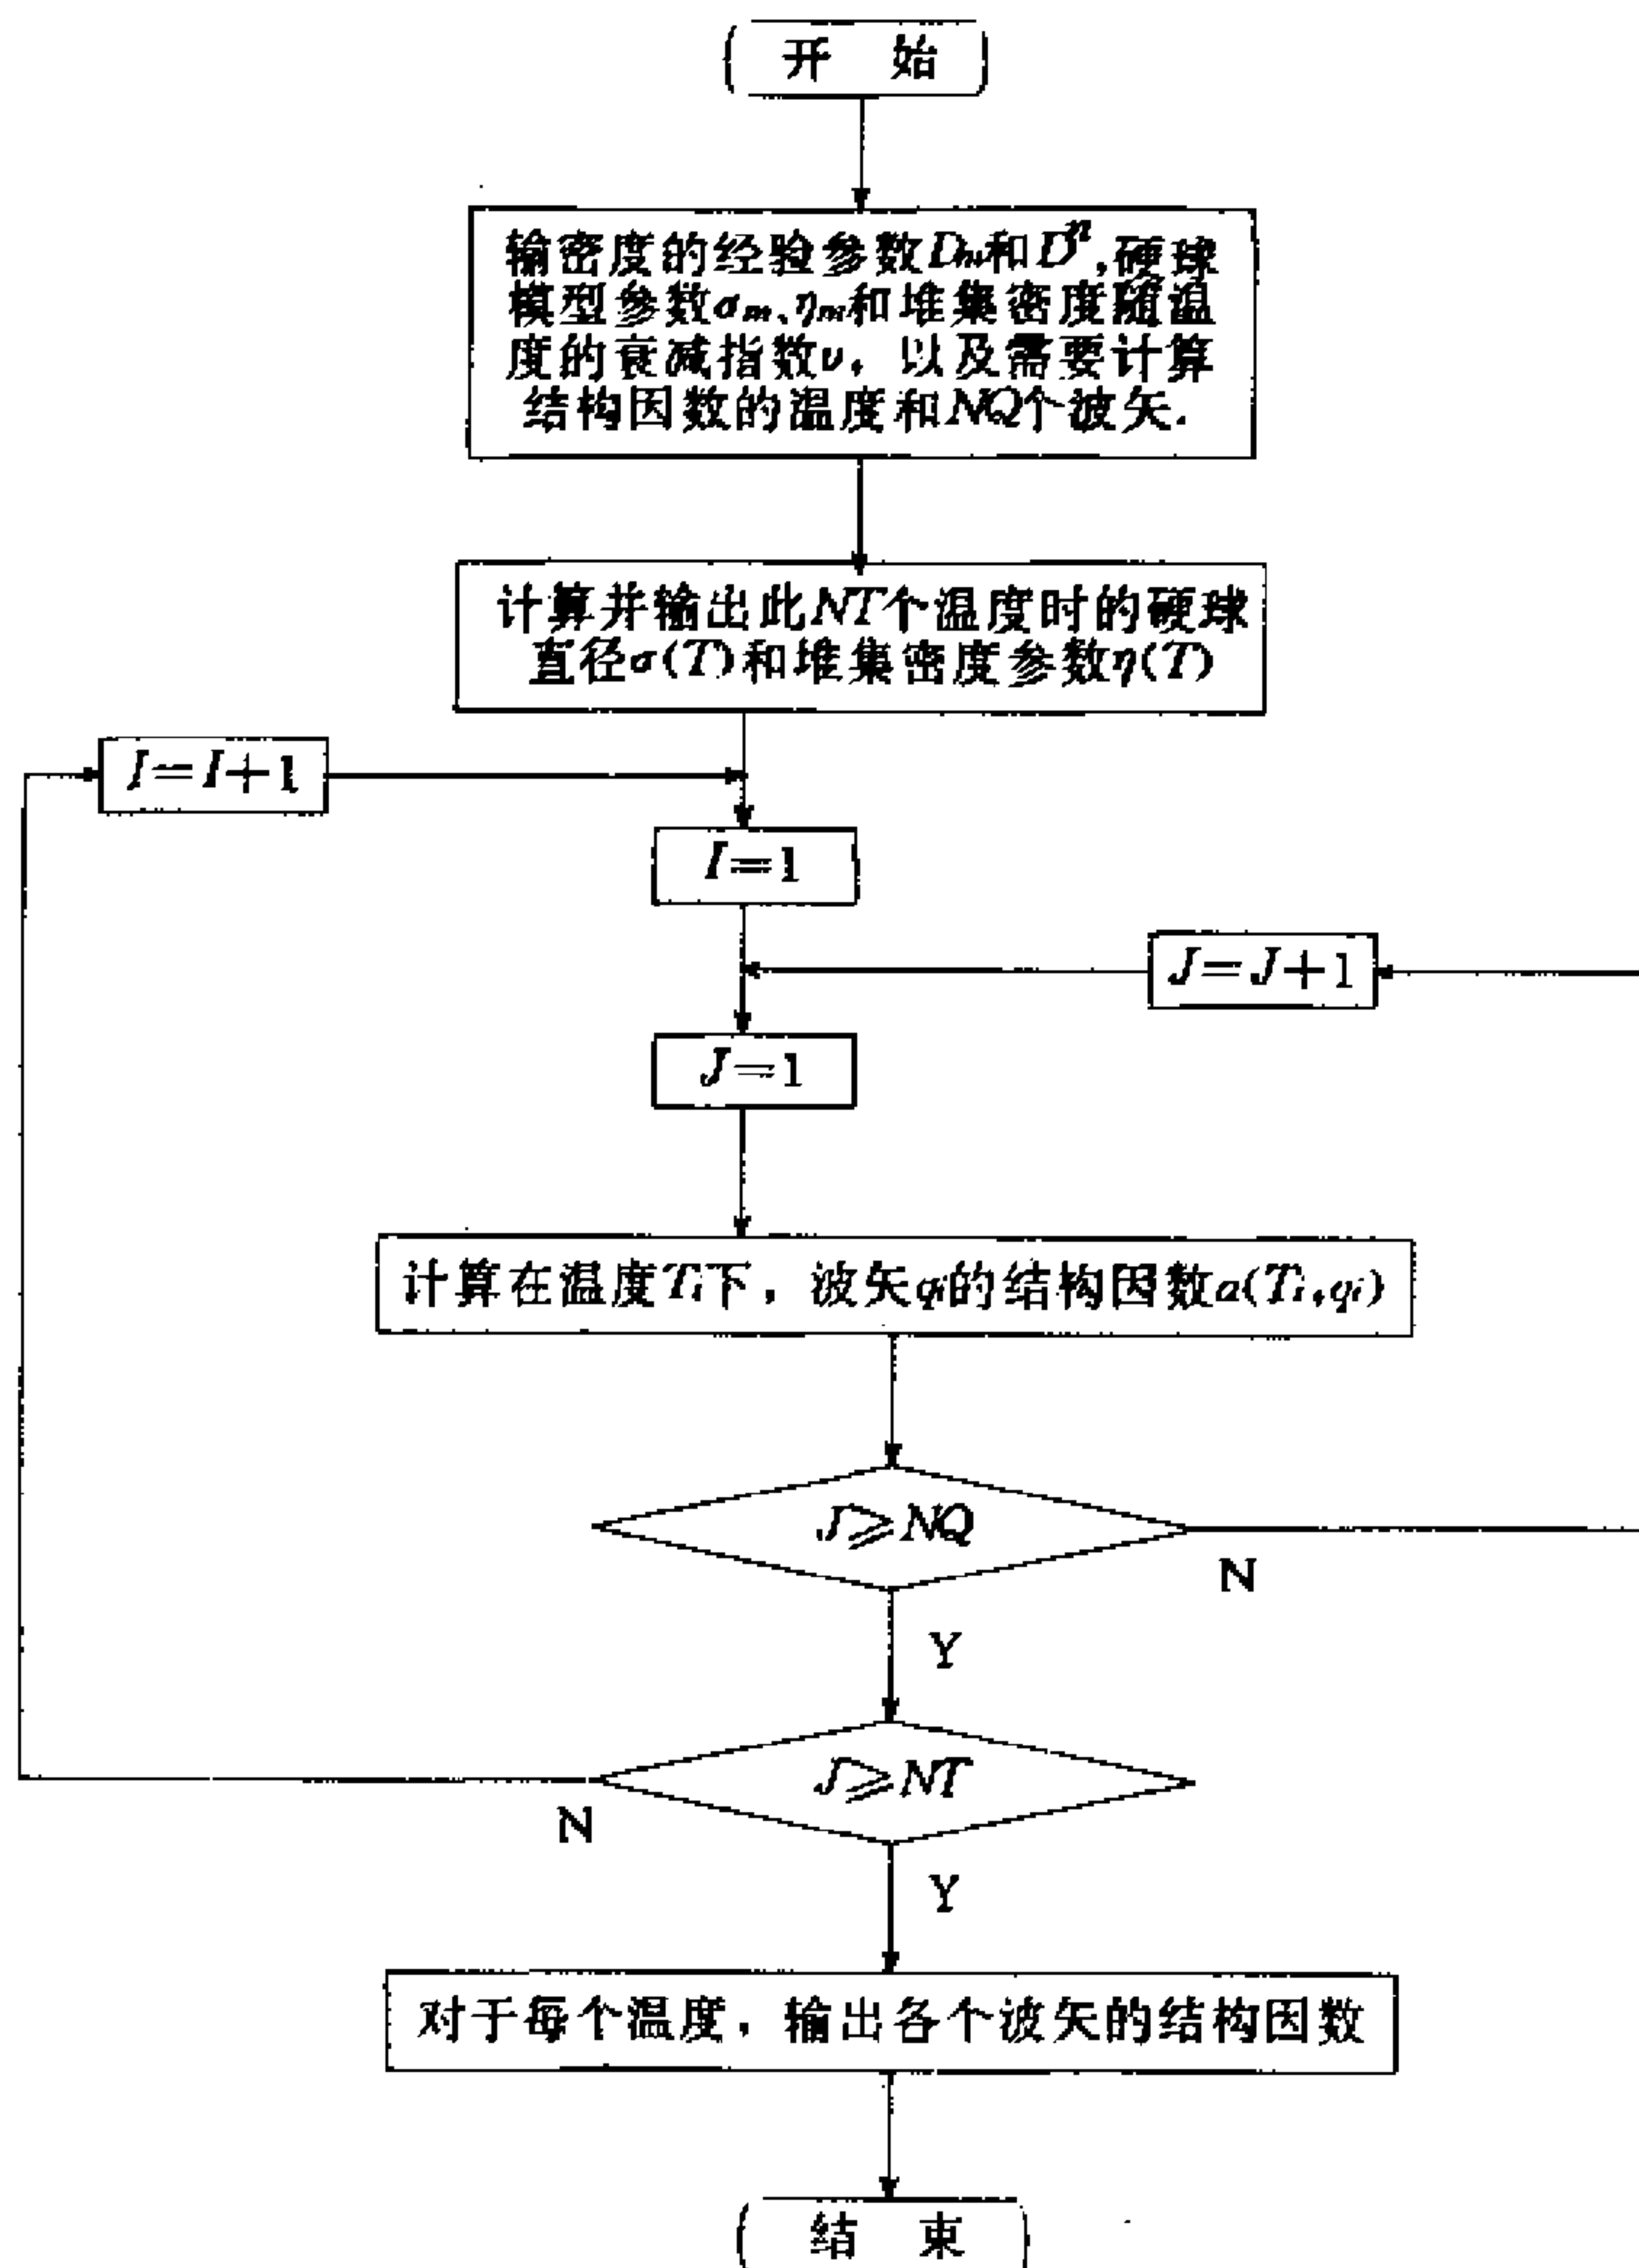 开 始
输密度的经验参数Dm和Dⁿ,硬球
模型参数σm、ηm和堆集密度随温
度的衰减指数ν，以及需要计算
结构因数的温度和NQ个波矢.
计算并输出此NT个温度时的硬球
直径σ(T)和堆集密度参数η(T)
I=I+1
I=1
J=J+1
J=1
计算在温度Ti下，波矢qi的结构因数a(Ti,qi)
J≥NQ
N
Y
J≥NT
N
Y
对于每个温度，输出各个波矢的结构因数
结 束